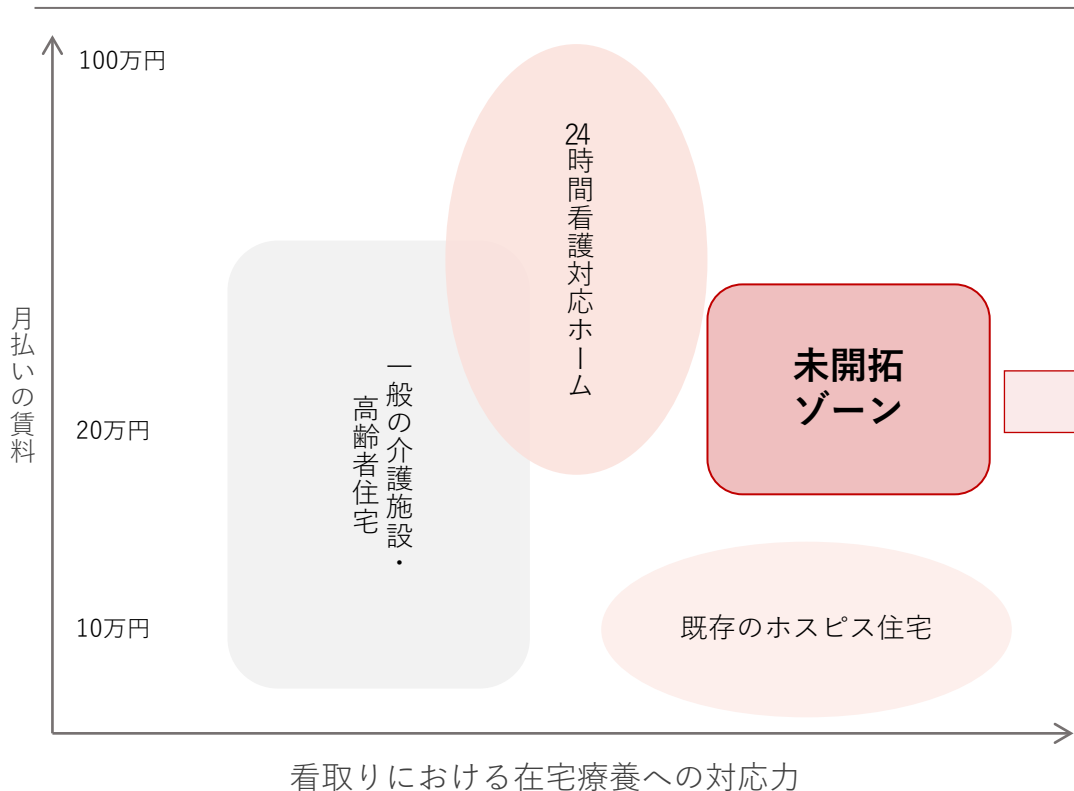 100万円
24時間看護対応ホーム
月払いの賃料
一般の介護施設・
高齢者住宅
未開拓
ゾーン
20万円
10万円
既存のホスピス住宅
看取りにおける在宅療養への対応力